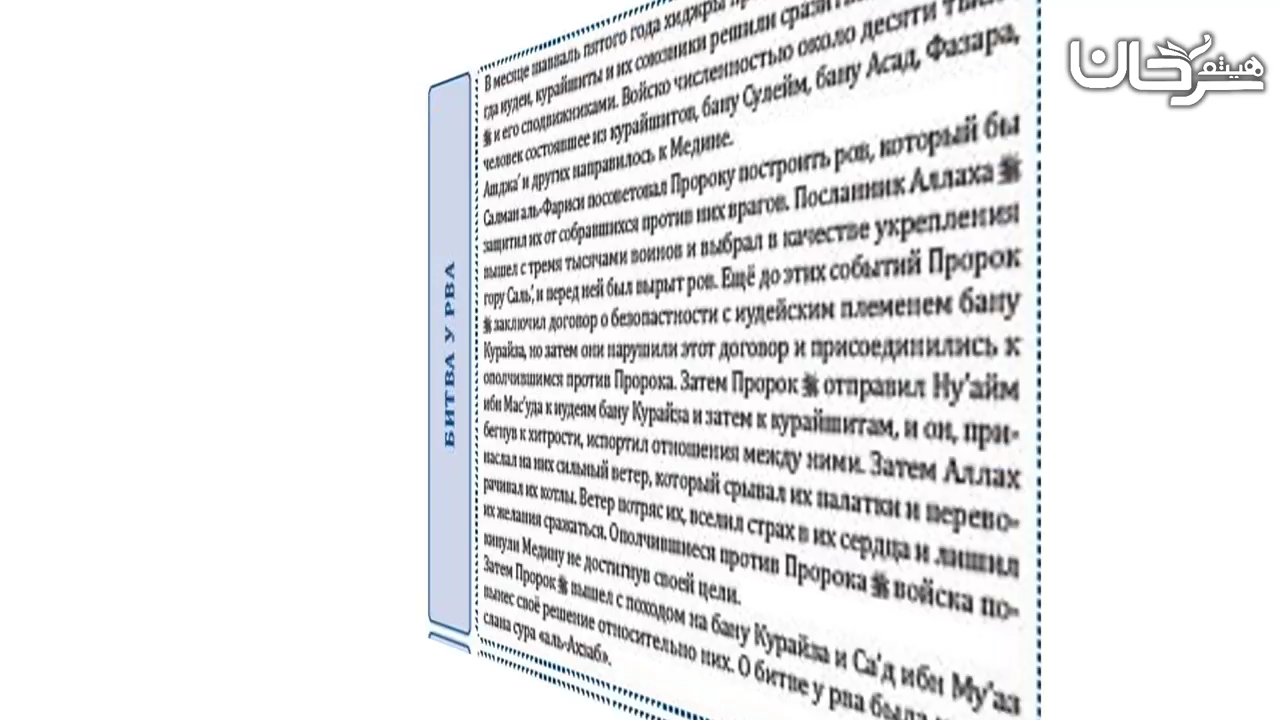 БИТВА У РВА
В месяце шавваль пятого года хиджры
гда иудеи, курайшиты и их союзники решили
ﷺ и его сподвижниками. Войско численностью около десяти
человек состоявшее из курайшитов, бану Сулейм, бану Асад, Фазара,
Ашджа‘ и других направилось к Медине.
Салман аль-Фариси посоветовал Пророку построить ров, который бы
защитил их от собравшихся против них врагов. Посланник Аллаха ﷺ
вышел с тремя тысячами воинов и выбрал в качестве укрепления
гору Саль‘, и перед ней был вырыт ров. Ещё до этих событий Пророк
ﷺ заключил договор о безопастности с иудейским племенем бану
Курайза, но затем они нарушили этот договор и присоединились к
ополчившимся против Пророка. Затем Пророк ﷺ отправил Ну‘айм
ибн Мас‘уда к иудеям бану Курайза и затем к курайшитам, и он, при-
бегнув к хитрости, испортил отношения между ними. Затем Аллах
наслал на них сильный ветер, который срывал их палатки и перево-
рачивал их котлы. Ветер потряс их, вселил страх в их сердца и лишил
их желания сражаться. Ополчившиеся против Пророка ﷺ войска по-
кинули Медину не достигнув своей цели.
Затем Пророк ﷺ вышел с походом на бану Курайза и Са‘д ибн Му‘аз
вынес своё решение относительно них. О битве у рва была
слана сура «аль-Ахзаб».
هيثم سرحان